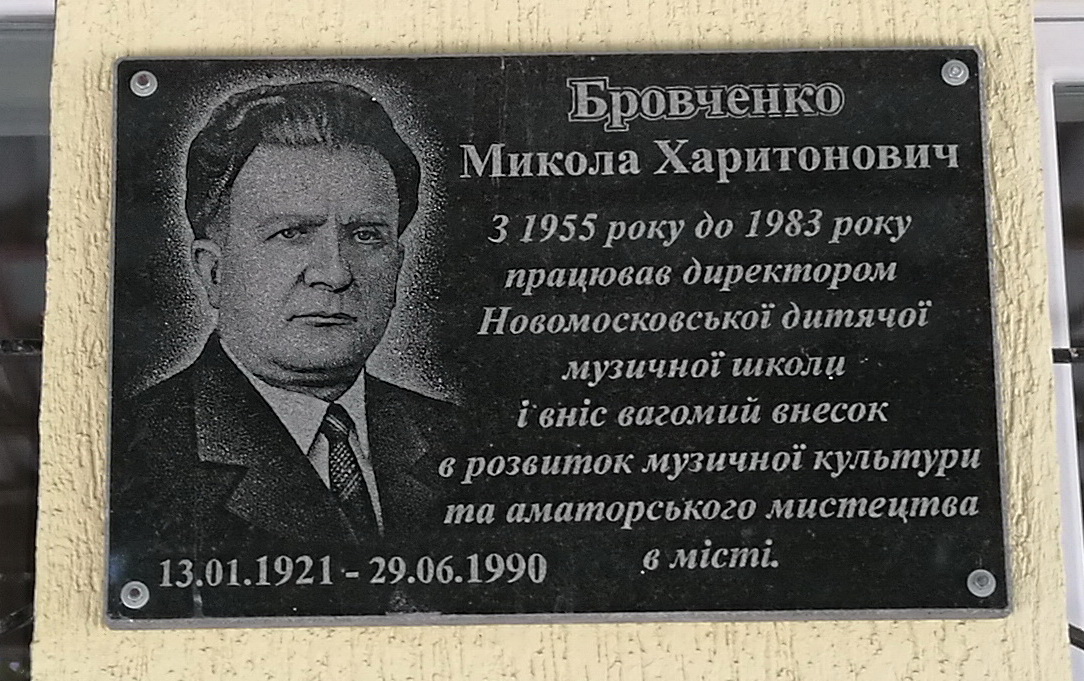 Бровченко
Микола Харитонович
З 1955 року до 1983 року
працював директором
Новомосковської дитячої
музичної школи
і вніс вагомий внесок
в розвиток музичної культури
та аматорського мистецтва
в місті.
13.01.1921 - 29.06.1990